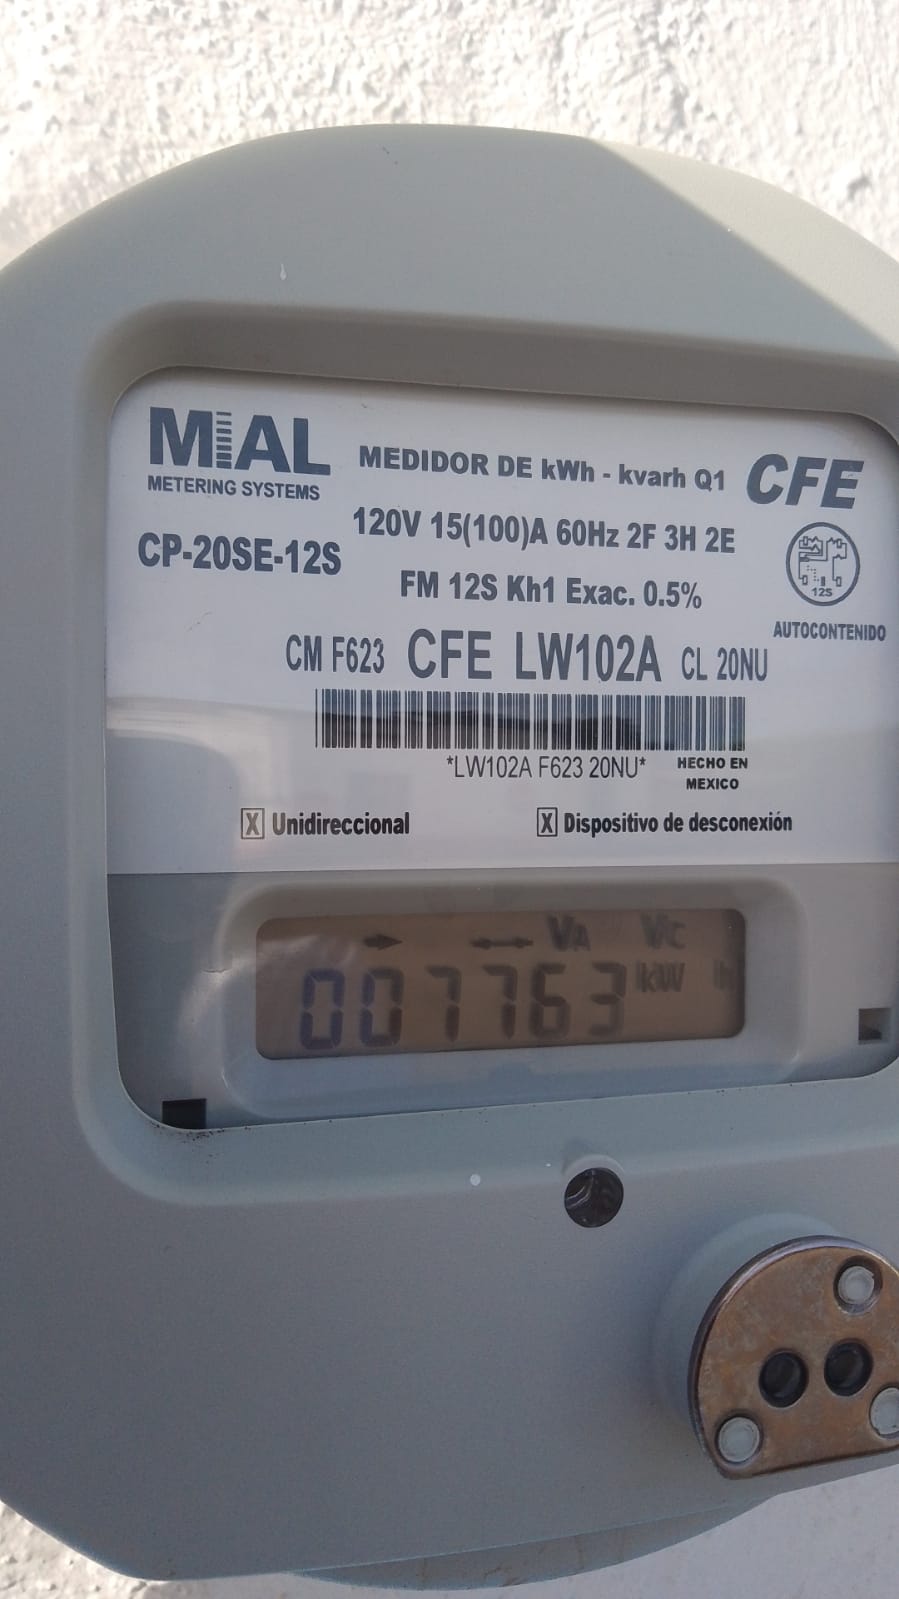 MIAL
METERING SYSTEMS
MEDIDOR DE kWh - kvarh Q1
CFE
CP-20SE-12S
120V 15(100)A 60Hz 2F 3H 2E
FM 12S Kh1 Exac. 0.5%
12S
AUTOCONTENIDO
CM F623 CFE LW102A CL 20NU
*LW102A F623 20NU*
HECHO EN
MEXICO
X Unidireccional
X Dispositivo de desconexión
VA VC
007763 kW h